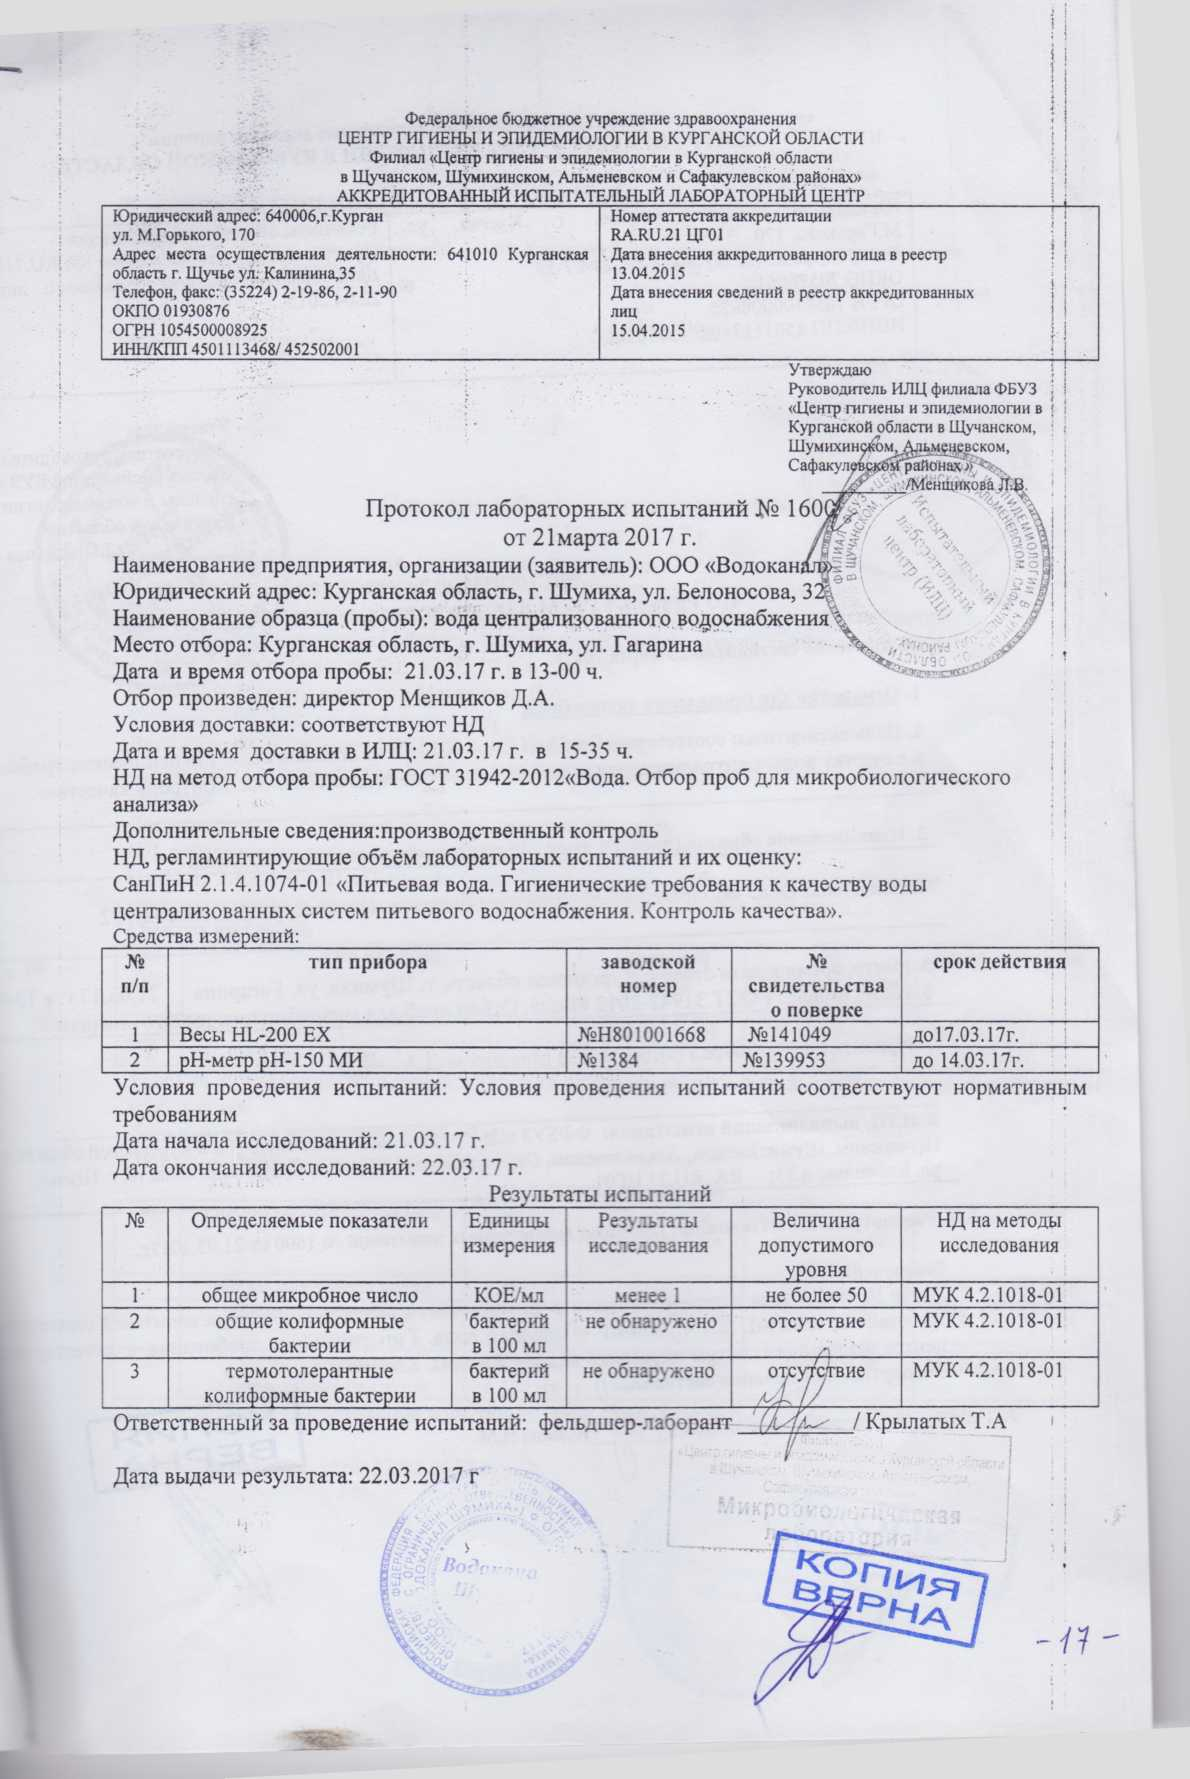 Федеральное бюджетное учреждение здравоохранения
ЦЕНТР ГИГИЕНЫ И ЭПИДЕМИОЛОГИИ В КУРГАНСКОЙ ОБЛАСТИ
Филиал «Центр гигиены и эпидемиологии в Курганской области
в Щучанском, Шумихинском, Альменевском и Сафакулевском районах»
АККРЕДИТОВАННЫЙ ИСПЫТАТЕЛЬНЫЙ ЛАБОРАТОРНЫЙ ЦЕНТР
Юридический адрес: 640006,г.Курган
ул. М.Горького, 170
Адрес места осуществления деятельности: 641010 Курганская
область г. Щучье ул. Калинина,35
Телефон, факс: (35224) 2-19-86, 2-11-90
ОКПО 01930876
ОГРН 1054500008925
ИНН/КПП 4501113468/ 452502001
Номер аттестата аккредитации
RA.RU.21 ЦГ01
Дата внесения аккредитованного лица в реестр
13.04.2015
Дата внесения сведений в реестр аккредитованных
лиц
15.04.2015
Утверждаю
Руководитель ИЛЦ филиала ФБУЗ
«Центр гигиены и эпидемиологии в
Курганской области в Щучанском,
Шумихинском, Альменевском,
Сафакулевском районах »
/Менщикова Л.В.
Испытательный
лабораторный
центр (ИЛЦ)
Протокол лабораторных испытаний № 1600
от 21марта 2017 г.
Наименование предприятия, организации (заявитель): ООО «Водоканал»
Юридический адрес: Курганская область, г. Шумиха, ул. Белоносова, 32
Наименование образца (пробы): вода централизованного водоснабжения
Место отбора: Курганская область, г. Шумиха, ул. Гагарина
Дата и время отбора пробы: 21.03.17 г. в 13-00 ч.
Отбор произведен: директор Менщиков Д.А.
Условия доставки: соответствуют НД
Дата и время доставки в ИЛЦ: 21.03.17 г. в 15-35 ч.
НД на метод отбора пробы: ГОСТ 31942-2012«Вода. Отбор проб для микробиологического
анализа»
Дополнительные сведения:производственный контроль
НД, регламинтирующие объём лабораторных испытаний и их оценку:
СанПиН 2.1.4.1074-01 «Питьевая вода. Гигиенические требования к качеству воды
централизованных систем питьевого водоснабжения. Контроль качества».
Средства измерений:
№ п/п тип прибора заводской номер № свидетельства о поверке срок действия
1 Весы HL-200 EX №Н801001668 №141049 до17.03.17г.
2 рН-метр рН-150 МИ №1384 №139953 до 14.03.17г.
Условия проведения испытаний: Условия проведения испытаний соответствуют нормативным
требованиям
Дата начала исследований: 21.03.17 г.
Дата окончания исследований: 22.03.17 г.
Результаты испытаний
№ Определяемые показатели Единицы измерения Результаты исследования Величина допустимого уровня НД на методы исследования
1 общее микробное число КОЕ/мл менее 1 не более 50 МУК 4.2.1018-01
2 общие колиформные бактерии бактерий в 100 мл не обнаружено отсутствие МУК 4.2.1018-01
3 термотолерантные колиформные бактерии бактерий в 100 мл не обнаружено отсутствие МУК 4.2.1018-01
Ответственный за проведение испытаний: фельдшер-лаборант / Крылатых Т.А
«Центр гигиены и эпидемиологии в Курганской области
Микробиологическая
лаборатория
Дата выдачи результата: 22.03.2017 г
КОПИЯ
ВЕРНА
- 17 -